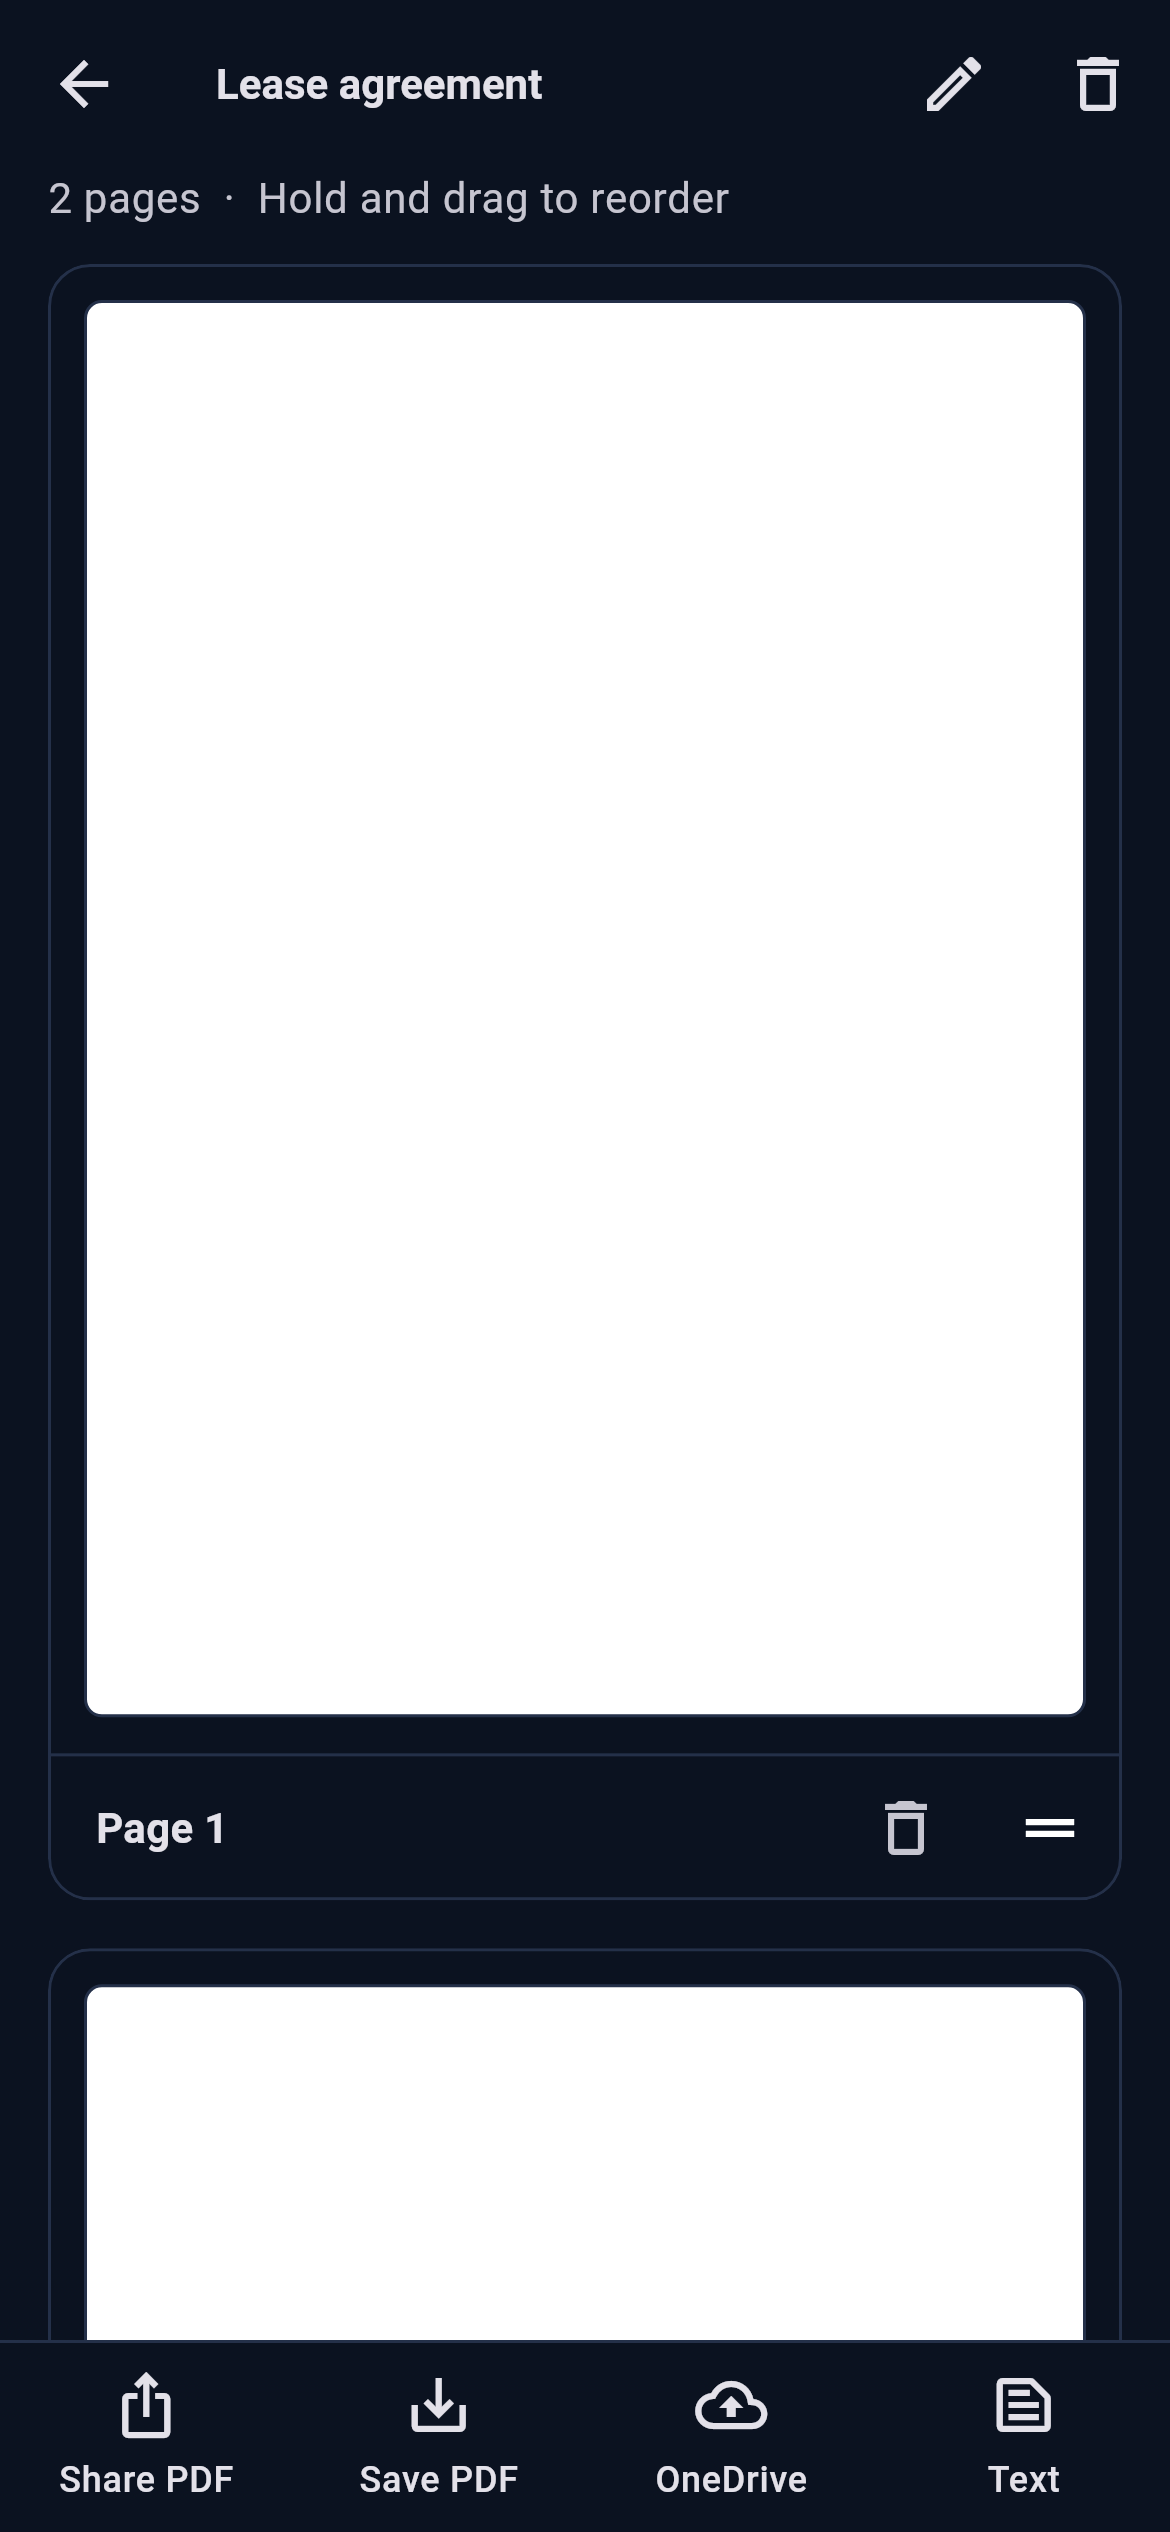 Lease agreement
2 pages · Hold and drag to reorder
Page 1
Share PDF
Save PDF
OneDrive
Text